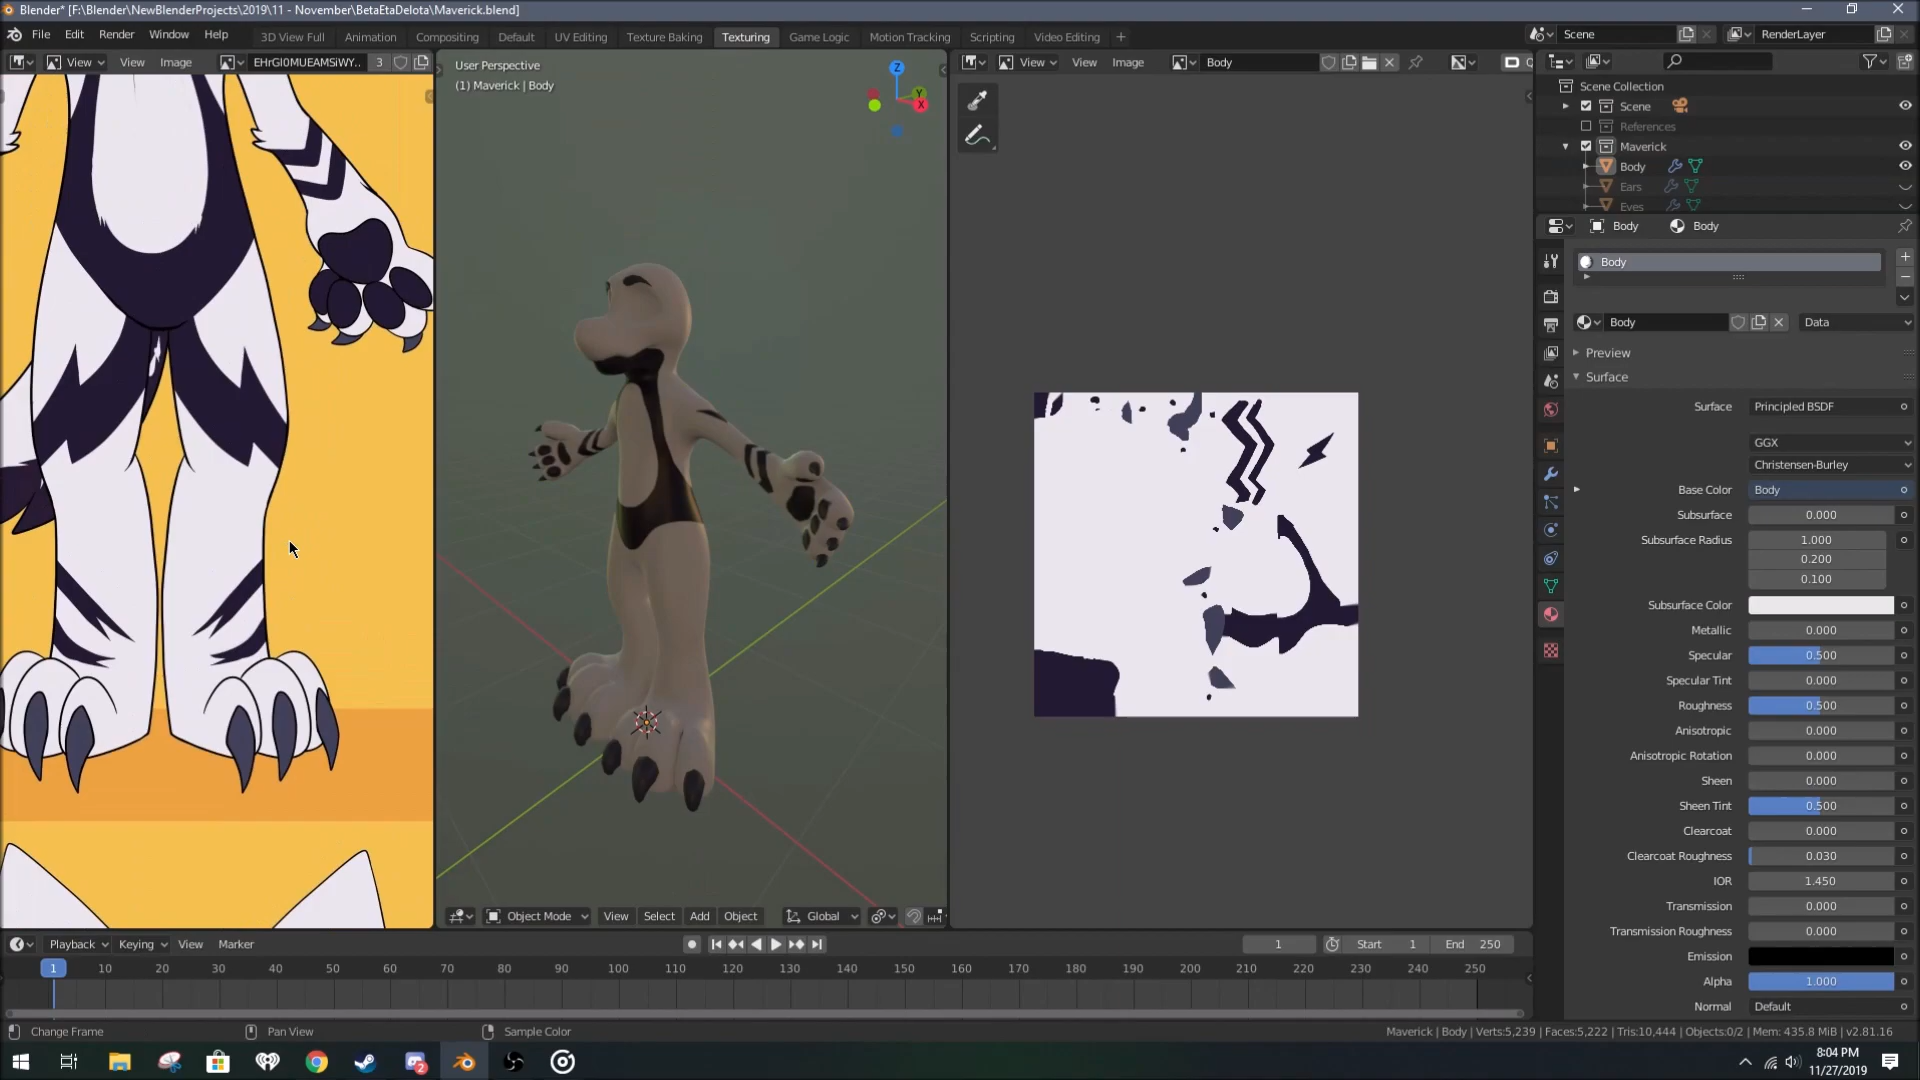 Blender* [F:\Blender\NewBlenderProjects\2019\11 - November\BetaEtaDelota\Maverick.blend]
File Edit Render Window Help 3D View Full Animation Compositing Default UV Editing Texture Baking Texturing Game Logic Motion Tracking Scripting Video Editing + Scene RenderLayer
View View Image EHrGI0MUEAMSiWY.. 3 View View Image Body
User Perspective
(1) Maverick | Body
Z
Y
X
Scene Collection
Scene
References
Maverick
Body
Ears
Eyes
Body Body
Body
Body Data
Preview
Surface
Surface Principled BSDF
GGX
Christensen-Burley
Base Color Body
Subsurface 0.000
Subsurface Radius 1.000
0.200
0.100
Subsurface Color
Metallic 0.000
Specular 0.500
Specular Tint 0.000
Roughness 0.500
Anisotropic 0.000
Anisotropic Rotation 0.000
Sheen 0.000
Sheen Tint 0.500
Clearcoat 0.000
Clearcoat Roughness 0.030
IOR 1.450
Transmission 0.000
Transmission Roughness 0.000
Emission
Alpha 1.000
Normal Default
Object Mode View Select Add Object Global
Playback Keying View Marker 1 Start 1 End 250
1 10 20 30 40 50 60 70 80 90 100 110 120 130 140 150 160 170 180 190 200 210 220 230 240 250
Change Frame Pan View Sample Color Maverick | Body | Verts:5,239 | Faces:5,222 | Tris:10,444 | Objects:0/2 | Mem: 435.8 MiB | v2.81.16
2
8:04 PM
11/27/2019